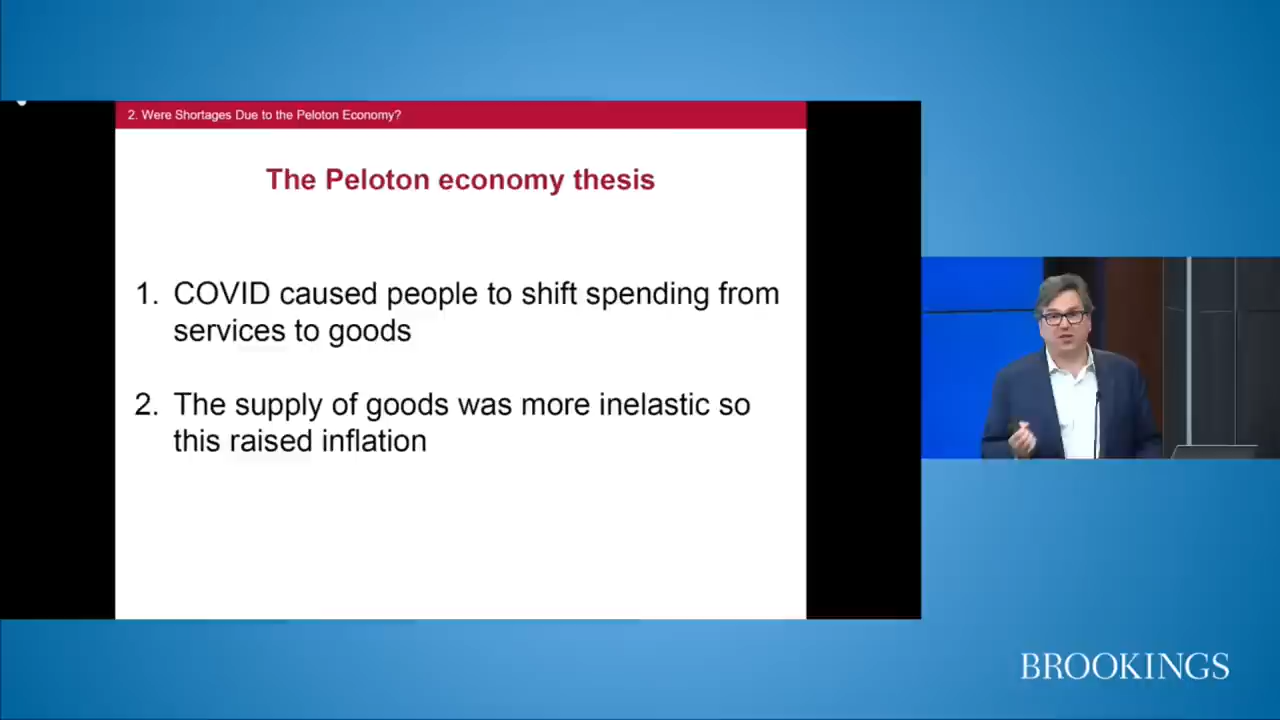 2. Were Shortages Due to the Peloton Economy?
The Peloton economy thesis
1. COVID caused people to shift spending from
services to goods
2. The supply of goods was more inelastic so
this raised inflation
BROOKINGS